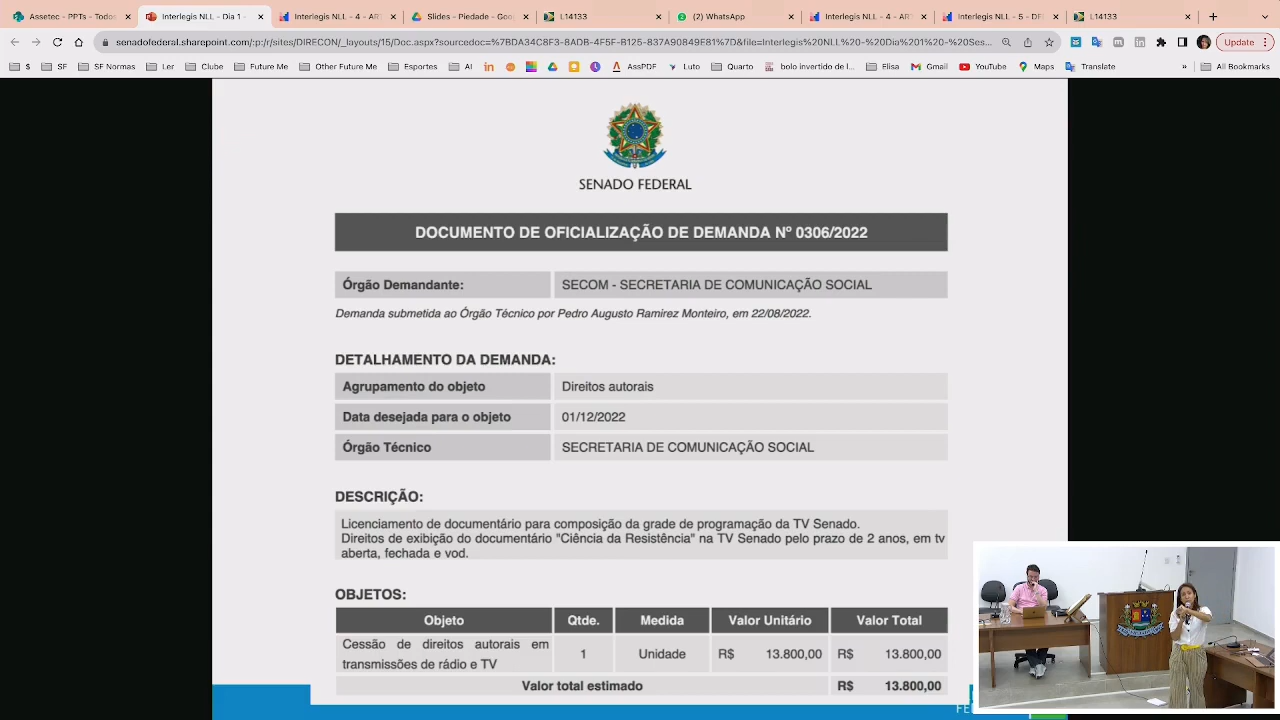 Assetec - PPTs
Interlegis NLL - Dia 1 -
Interlegis NLL - 4 - ART
Slides - Piedade - Goo
L14133
(2) WhatsApp
Interlegis NLL - 4 - ART
Interlegis NLL - 5 - DFD
L14133
senadofederal.sharepoint.com/:p:/r/sites/DIRECON/_layouts/15/Doc.aspx?sourcedoc=%7BDA34C8F3-8ADB-4F5F-B125-837A90849E81%7D&file=Interlegis%20NLL%20-%20Dia%201%20-%20Ses...
Update
$
SF
SF Normas
Ler
Clube
Future Me
Other Future Me
Esportes
AI
AssPDF
Luto
Quatro
bolo invertido de l...
Elisa
Gmail
YouTube
Maps
Translate
SENADO FEDERAL
DOCUMENTO DE OFICIALIZAÇÃO DE DEMANDA Nº 0306/2022
Órgão Demandante: SECOM - SECRETARIA DE COMUNICAÇÃO SOCIAL
Demanda submetida ao Órgão Técnico por Pedro Augusto Ramirez Monteiro, em 22/08/2022.
DETALHAMENTO DA DEMANDA:
Agrupamento do objeto Direitos autorais
Data desejada para o objeto 01/12/2022
Órgão Técnico SECRETARIA DE COMUNICAÇÃO SOCIAL
DESCRIÇÃO:
Licenciamento de documentário para composição da grade de programação da TV Senado.
Direitos de exibição do documentário "Ciência da Resistência" na TV Senado pelo prazo de 2 anos, em tv
aberta, fechada e vod.
OBJETOS:
Objeto Qtde. Medida Valor Unitário Valor Total
Cessão de direitos autorais em
transmissões de rádio e TV 1 Unidade R$ 13.800,00 R$ 13.800,00
Valor total estimado R$ 13.800,00